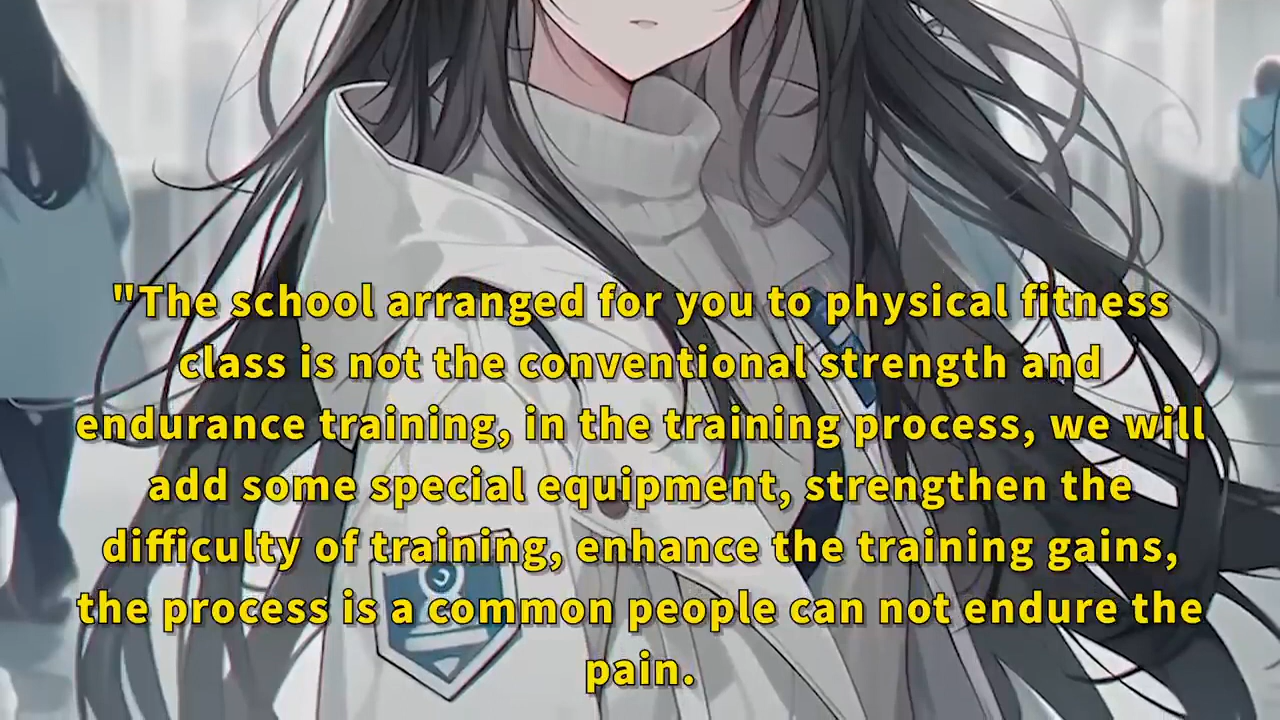 "The school arranged for you to physical fitness
class is not the conventional strength and
endurance training, in the training process, we will
add some special equipment, strengthen the
difficulty of training, enhance the training gains,
the process is a common people can not endure the
pain.